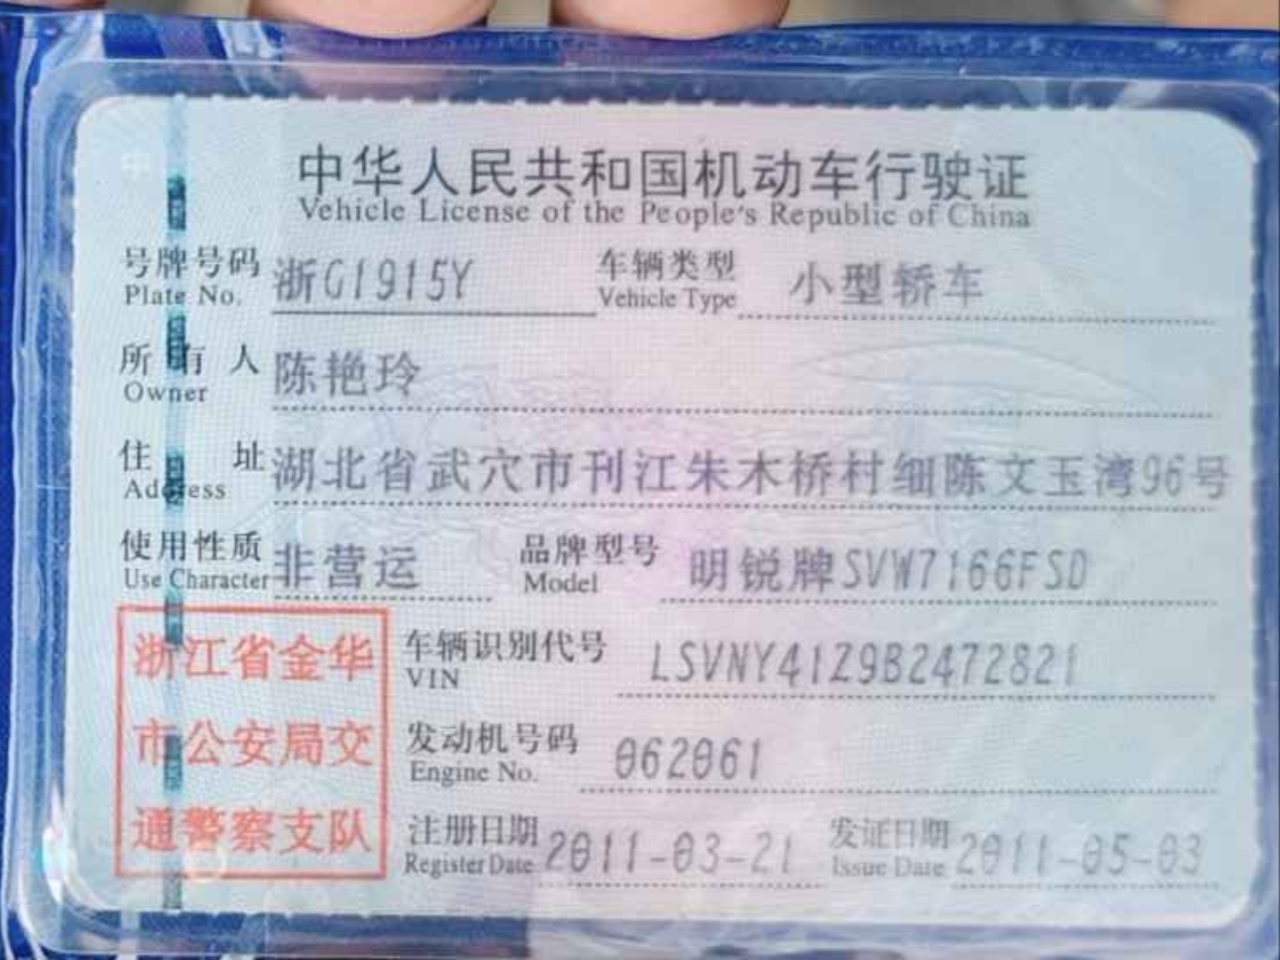 中华人民共和国机动车行驶证
Vehicle License of the People's Republic of China
号牌号码 浙G1915Y 车辆类型 小型轿车
Plate No. Vehicle Type
所有人 陈艳玲
Owner
住址 湖北省武穴市刊江朱木桥村细陈文玉湾96号
Address
使用性质 非营运 品牌型号 明锐牌SVW7166FSD
Use Character Model
浙江省金华
市公安局交
通警察支队
车辆识别代号 LSVNY41Z9B2472821
VIN
发动机号码 062061
Engine No.
注册日期 2011-03-21 发证日期 2011-05-03
Register Date Issue Date